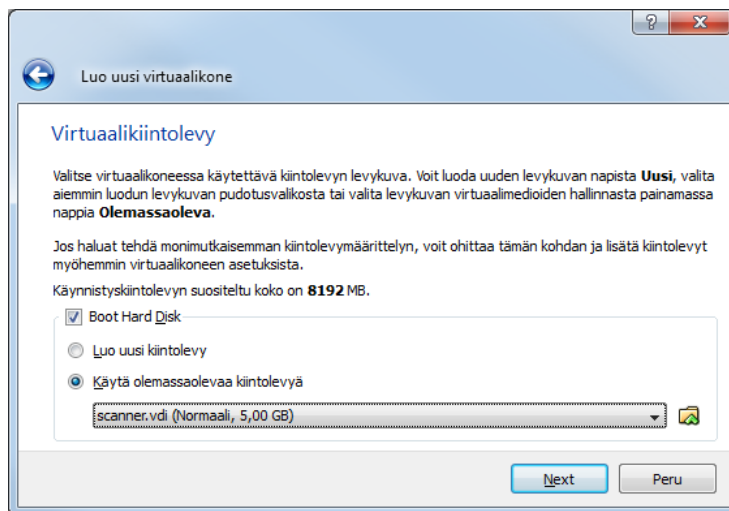 Luo uusi virtuaalikone
Virtuaalikiintolevy
Valitse virtuaalikoneessa käytettävä kiintolevyn levykuva. Voit luoda uuden levykuvan napista Uusi, valita
aiemmin luodun levykuvan pudotusvalikosta tai valita levykuvan virtuaalimedioiden hallinnasta painamassa
nappia Olemassaoleva.
Jos haluat tehdä monimutkaisemman kiintolevymäärittelyn, voit ohittaa tämän kohdan ja lisätä kiintolevyt
myöhemmin virtuaalikoneen asetuksista.
Käynnistyskiintolevyn suositeltu koko on 8192 MB.
Boot Hard Disk
Luo uusi kiintolevy
Käytä olemassaolevaa kiintolevyä
scanner.vdi (Normaali, 5,00 GB)
Next Peru